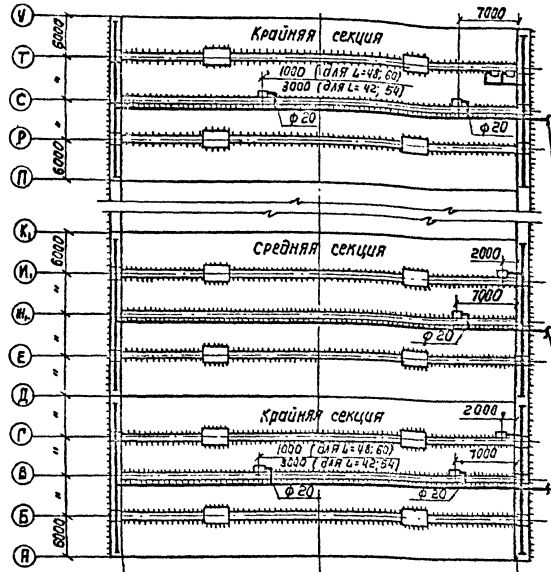 У
7000
6000
Крайняя секция
Т
1000 (для L=48; 60)
3000 (для L=42; 54)
"
С
ф20
ф20
"
Р
6000
П
К₁
6000
Средняя секция
2000
И₁
7000
"
Ж₁
ф20
"
Е
"
Д
2000
"
Крайняя секция
Г
1000 (для L=48; 60)
7000
3000 (для L=42; 54)
"
В
ф20
ф20
"
Б
6000
А